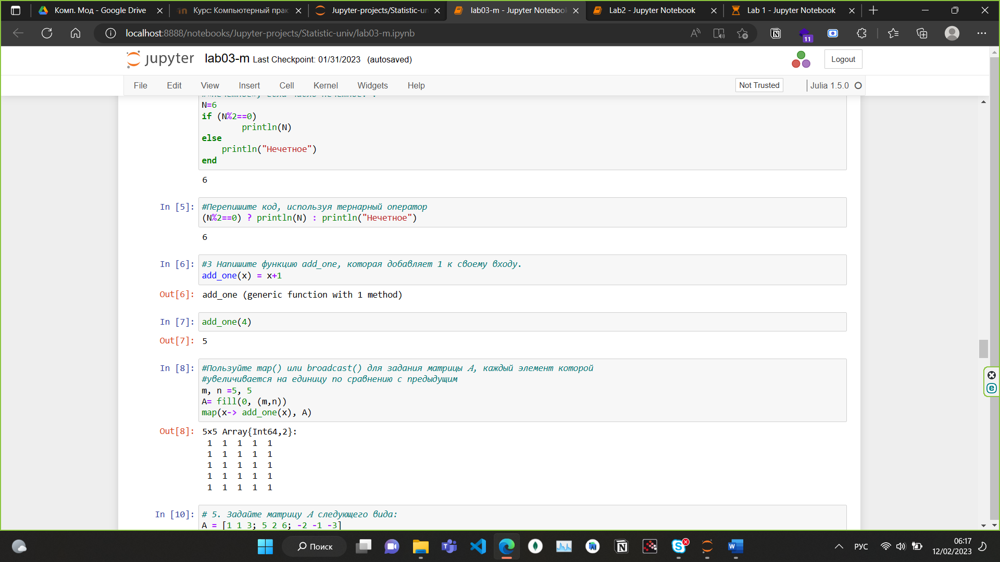 Комп. Мод - Google Drive
Курс: Компьютерный прак
Jupyter-projects/Statistic-un
lab03-m - Jupyter Notebook
Lab2 - Jupyter Notebook
Lab 1 - Jupyter Notebook
localhost:8888/notebooks/Jupyter-projects/Statistic-univ/lab03-m.ipynb
11
jupyter lab03-m Last Checkpoint: 01/31/2023 (autosaved)
Logout
File Edit View Insert Cell Kernel Widgets Help
Not Trusted
Julia 1.5.0
N=6
if (N%2==0)
println(N)
else
println("Нечетное")
end
6
In [5]: #Перепишите код, используя тернарный оператор
(N%2==0) ? println(N) : println("Нечетное")
6
In [6]: #3 Напишите функцию add_one, которая добавляет 1 к своему входу.
add_one(x) = x+1
Out[6]: add_one (generic function with 1 method)
In [7]: add_one(4)
Out[7]: 5
In [8]: #Пользуйте map() или broadcast() для задания матрицы 𝐴, каждый элемент которой
#увеличивается на единицу по сравнению с предыдущим
m, n =5, 5
A= fill(0, (m,n))
map(x-> add_one(x), A)
Out[8]: 5×5 Array{Int64,2}:
1 1 1 1 1
1 1 1 1 1
1 1 1 1 1
1 1 1 1 1
1 1 1 1 1
In [10]: # 5. Задайте матрицу 𝐴 следующего вида:
A = [1 1 3; 5 2 6; -2 -1 -3]
Поиск
РУС
06:17
12/02/2023